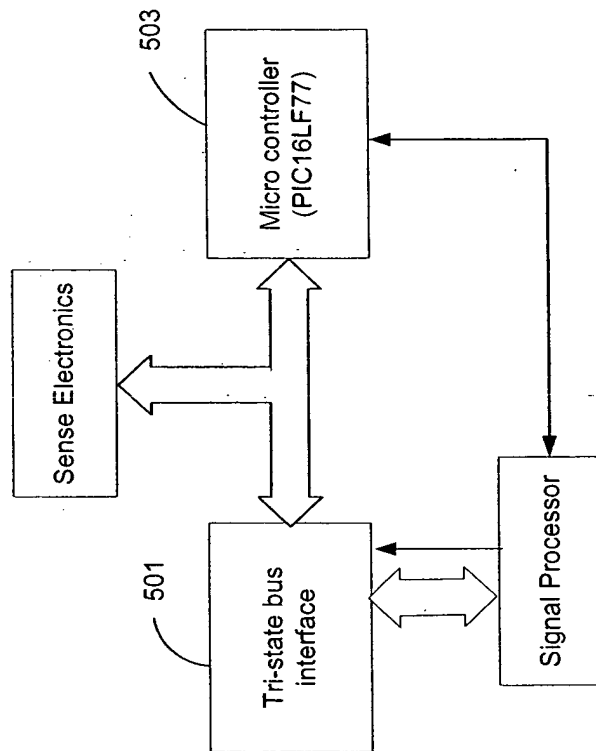 Sense Electronics
503
Micro controller
(PIC16LF77)
501
Tri-state bus
interface
Signal Processor